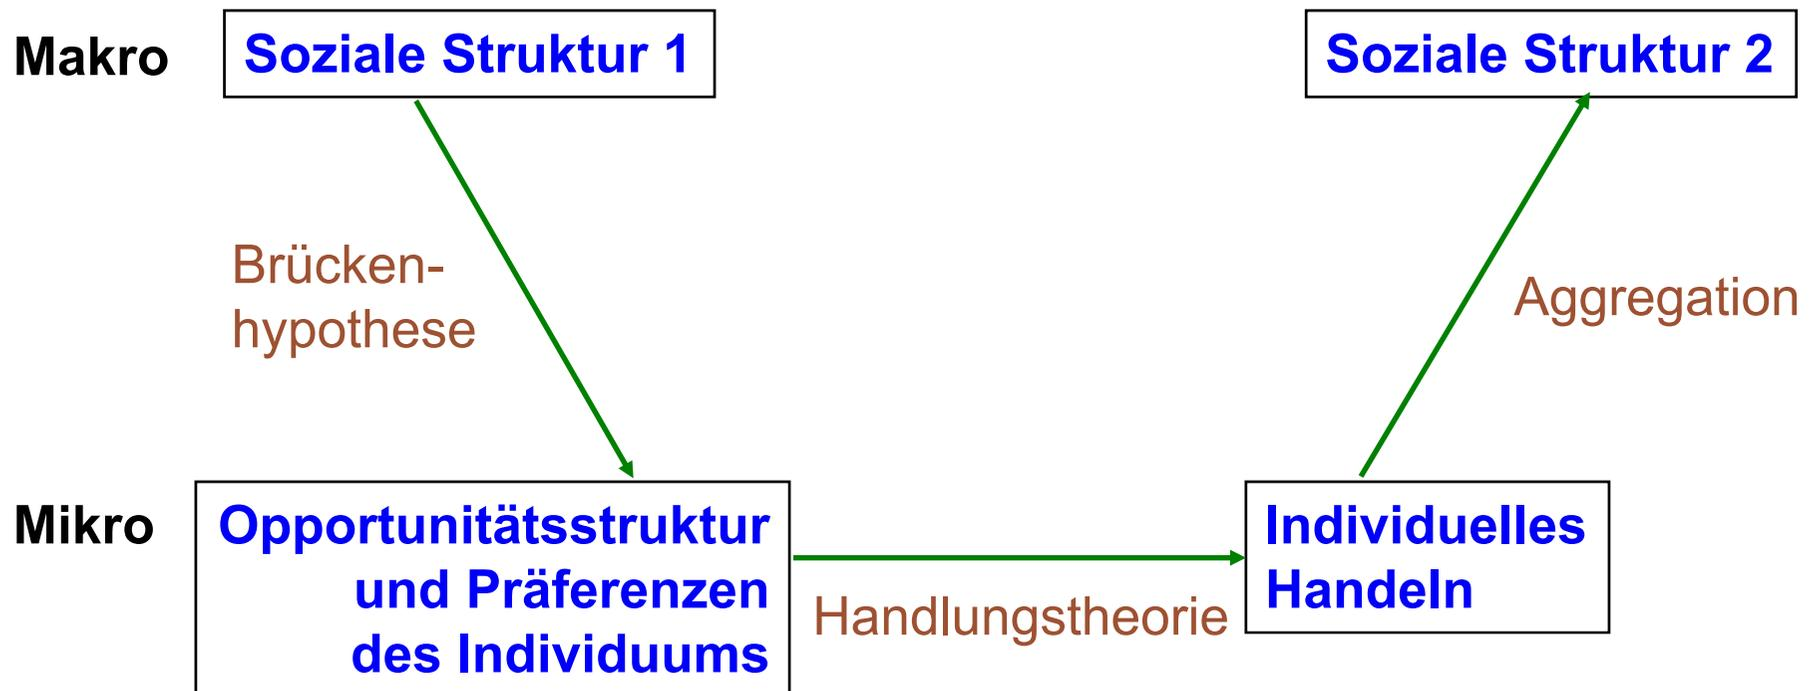 Makro
Soziale Struktur 1
Soziale Struktur 2
Brücken-
hypothese
Aggregation
Mikro
Opportunitätsstruktur
und Präferenzen
des Individuums
Handlungstheorie
Individuelles
Handeln